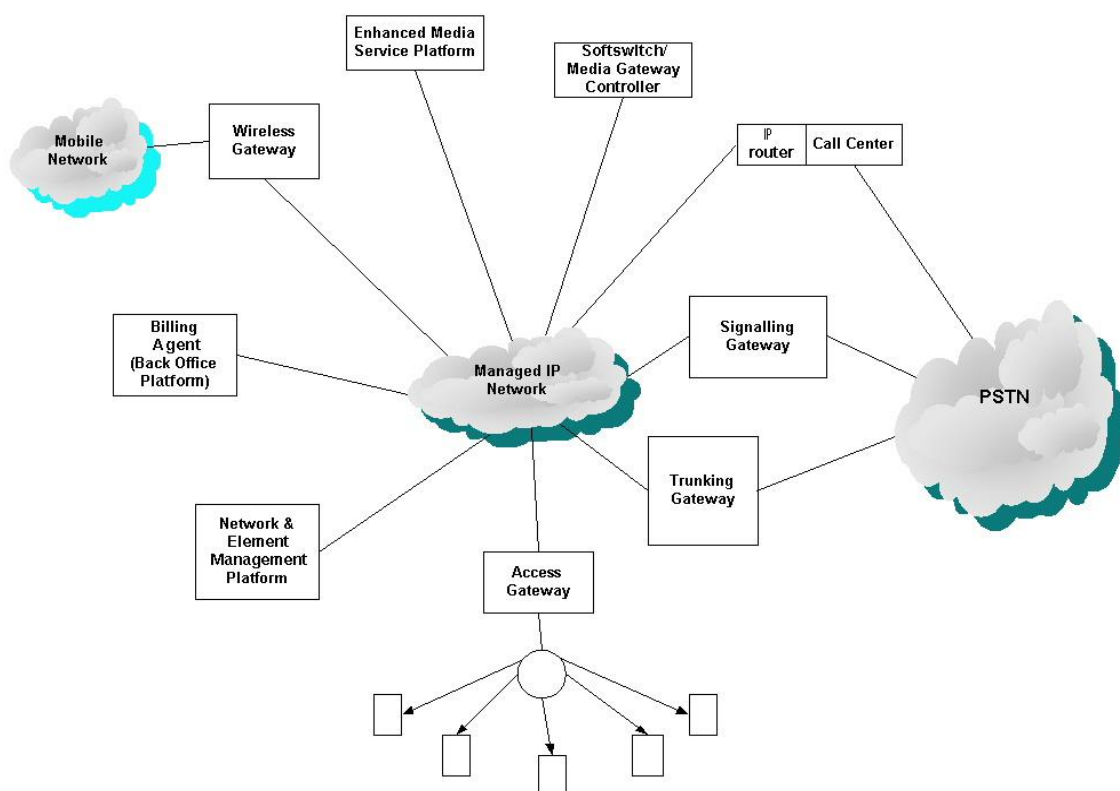 Enhanced Media
Service Platform
Softswitch/
Media Gateway
Controller
Mobile
Network
Wireless
Gateway
IP
router
Call Center
Billing
Agent
(Back Office
Platform)
Managed IP
Network
Signalling
Gateway
PSTN
Trunking
Gateway
Network &
Element
Management
Platform
Access
Gateway